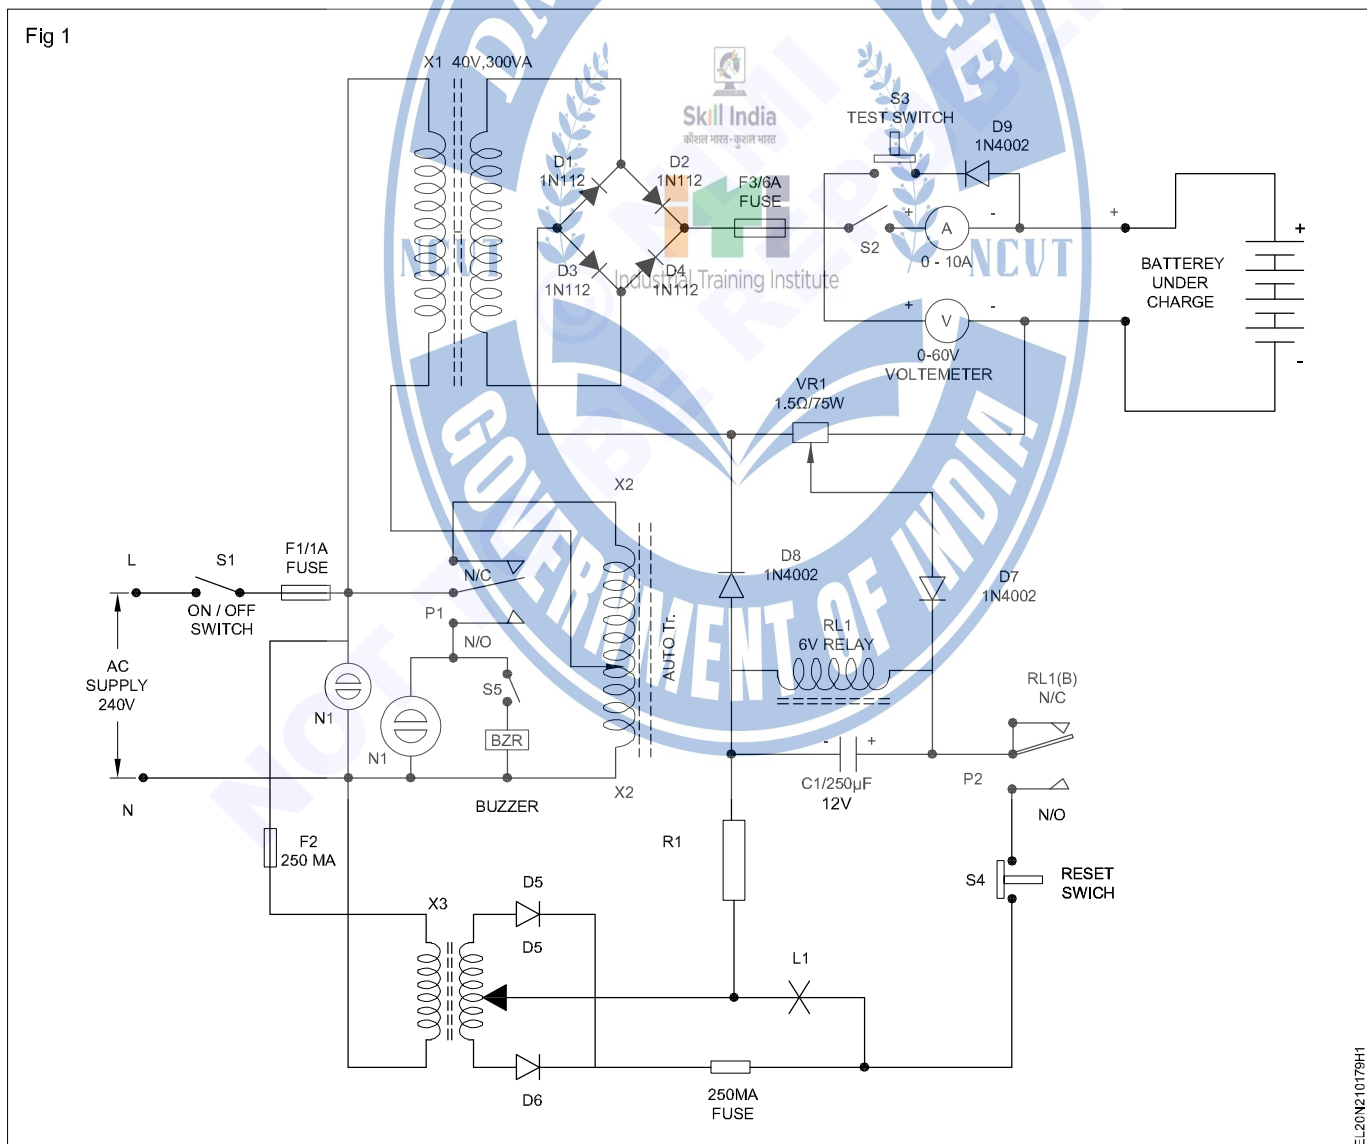 Fig 1
X1 40V,300VA
Skill India
कौशल भारत-कुशल भारत
S3
TEST SWITCH
D9
1N4002
D1
1N112
D2
1N112
F3/6A
FUSE
D3
1N112
D4
1N112
Industrial Training Institute
NCVT
NCVT
+
-
+
S2
A
0 - 10A
+
-
V
0-60V
VOLTEMETER
BATTEREY
UNDER
CHARGE
+
-
VR1
1.5Ω/75W
GOVERNMENT OF INDIA
X2
L
S1
F1/1A
FUSE
ON / OFF
SWITCH
N/C
P1
N/O
AC
SUPPLY
240V
N1
N1
S5
BZR
BUZZER
AUTO Tr.
X2
N
D8
1N4002
D7
1N4002
RL1
6V RELAY
RL1(B)
N/C
-
+
C1/250µF
12V
P2
N/O
F2
250 MA
R1
S4
RESET
SWICH
X3
D5
D5
D6
L1
250MA
FUSE
EL20N210179H1
NOT TO BE REPUBLI
© NIMI